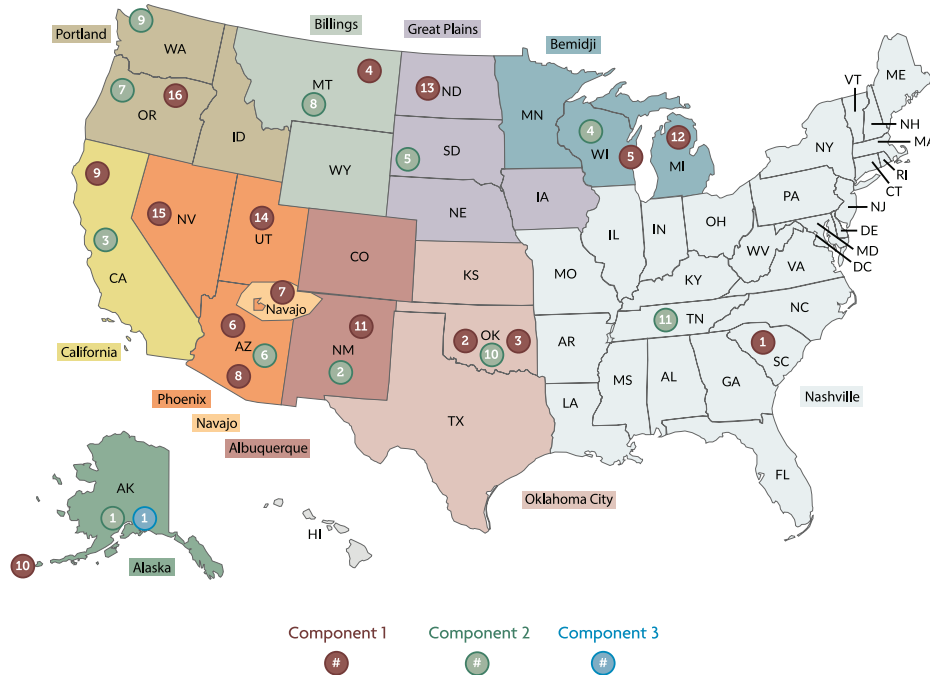 9
Portland
WA
Billings
Great Plains
Bemidji
ME
VT
4
MT
8
13
ND
7
16
OR
ID
MN
4
WI
5
12
MI
NH
MA
NY
RI
CT
5
SD
WY
9
PA
NJ
NE
IA
OH
DE
MD
DC
15
NV
14
UT
IL
IN
WV
3
CA
CO
KS
MO
KY
VA
7
Navajo
NC
11
TN
6
AZ
6
8
11
NM
2
2
OK
10
3
AR
1
SC
California
MS
AL
GA
Phoenix
LA
Nashville
Navajo
TX
Albuquerque
FL
AK
Oklahoma City
1
1
HI
10
Alaska
Component 1
Component 2
Component 3
#
#
#